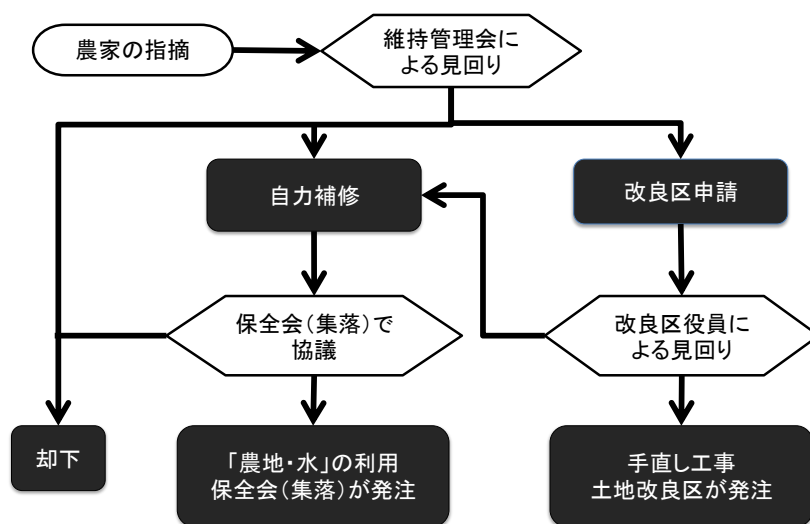 農家の指摘
維持管理会に
よる見回り
自力補修
改良区申請
保全会(集落)で
協議
改良区役員に
よる見回り
却下
「農地・水」の利用
保全会(集落)が発注
手直し工事
土地改良区が発注